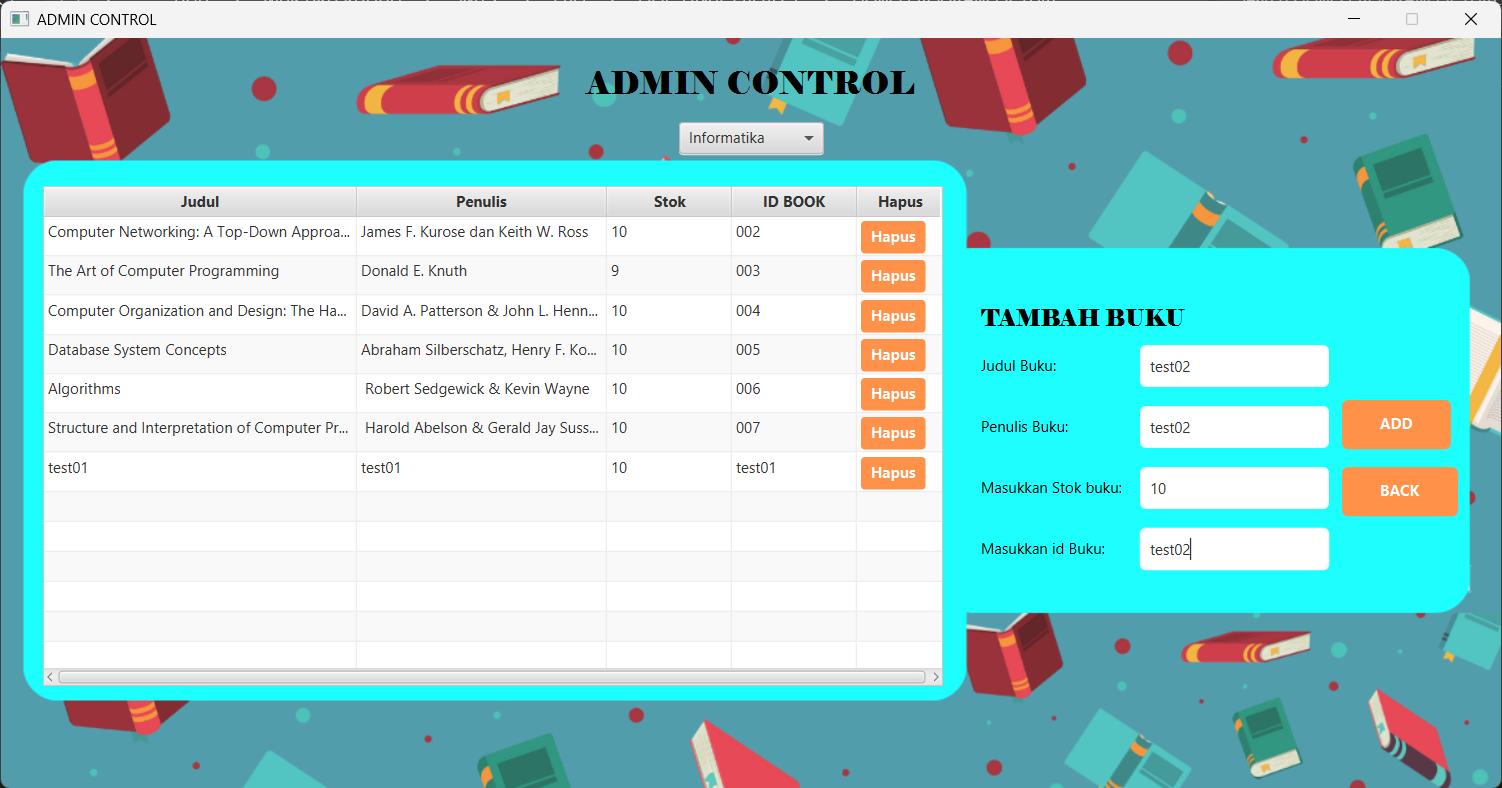 ADMIN CONTROL
ADMIN CONTROL
Informatika
Judul Penulis Stok ID BOOK Hapus
Computer Networking: A Top-Down Approa... James F. Kurose dan Keith W. Ross 10 002 Hapus
The Art of Computer Programming Donald E. Knuth 9 003 Hapus
Computer Organization and Design: The Ha... David A. Patterson & John L. Henn... 10 004 Hapus
Database System Concepts Abraham Silberschatz, Henry F. Ko... 10 005 Hapus
Algorithms Robert Sedgewick & Kevin Wayne 10 006 Hapus
Structure and Interpretation of Computer Pr... Harold Abelson & Gerald Jay Suss... 10 007 Hapus
test01 test01 10 test01 Hapus
TAMBAH BUKU
Judul Buku: test02
Penulis Buku: test02
ADD
Masukkan Stok buku: 10
BACK
Masukkan id Buku: test02